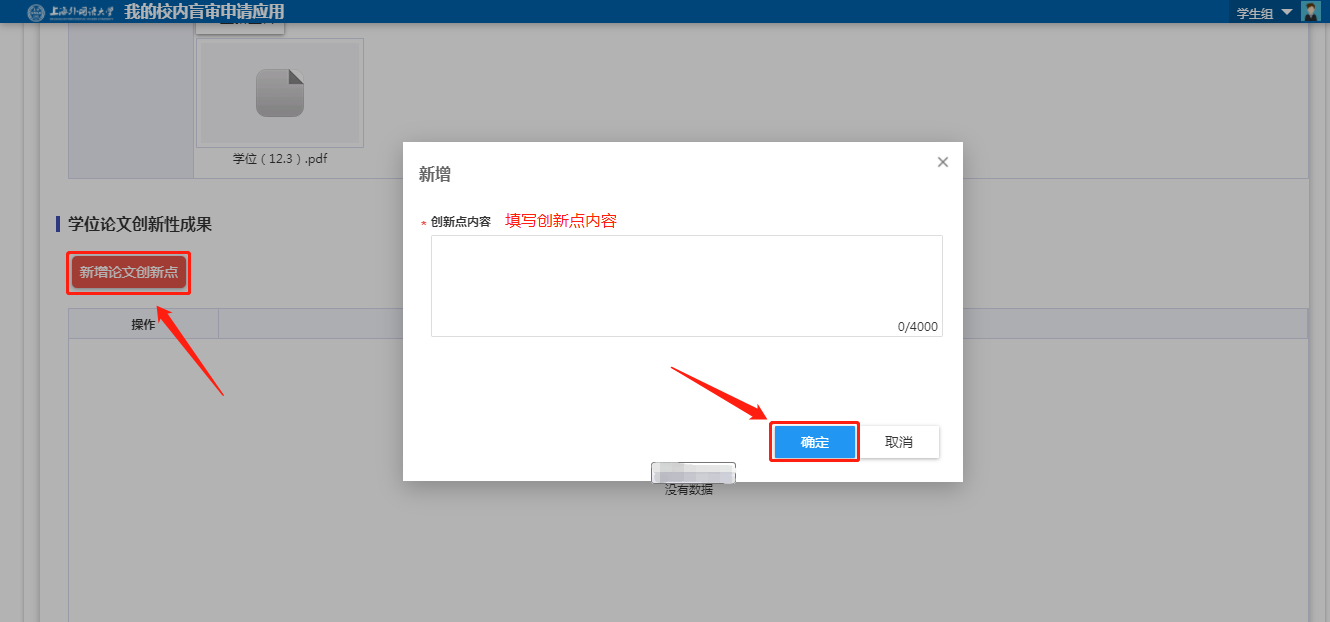 上海外国语大学 我的校内盲审申请应用
学生组
学位（12.3）.pdf
新增
学位论文创新性成果
* 创新点内容 填写创新点内容
新增论文创新点
操作
0/4000
确定
取消
没有数据